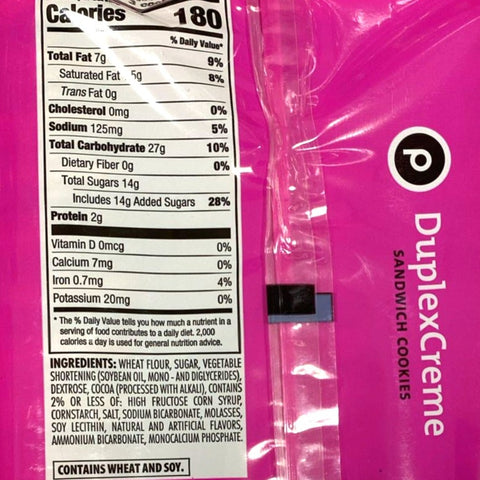 Calories 180
% Daily Value*
Total Fat 7g 9%
Saturated Fat 5g 8%
Trans Fat 0g
Cholesterol 0mg 0%
Sodium 125mg 5%
Total Carbohydrate 27g 10%
Dietary Fiber 0g 0%
Total Sugars 14g
Includes 14g Added Sugars 28%
Protein 2g
Vitamin D 0mcg 0%
Calcium 7mg 0%
Iron 0.7mg 4%
Potassium 20mg 0%
* The % Daily Value tells you how much a nutrient in a
serving of food contributes to a daily diet. 2,000
calories a day is used for general nutrition advice.
INGREDIENTS: WHEAT FLOUR, SUGAR, VEGETABLE
SHORTENING (SOYBEAN OIL, MONO - AND DIGLYCERIDES),
DEXTROSE, COCOA (PROCESSED WITH ALKALI), CONTAINS
2% OR LESS OF: HIGH FRUCTOSE CORN SYRUP,
CORNSTARCH, SALT, SODIUM BICARBONATE, MOLASSES,
SOY LECITHIN, NATURAL AND ARTIFICIAL FLAVORS,
AMMONIUM BICARBONATE, MONOCALCIUM PHOSPHATE.
CONTAINS WHEAT AND SOY.
P
DuplexCreme
SANDWICH COOKIES